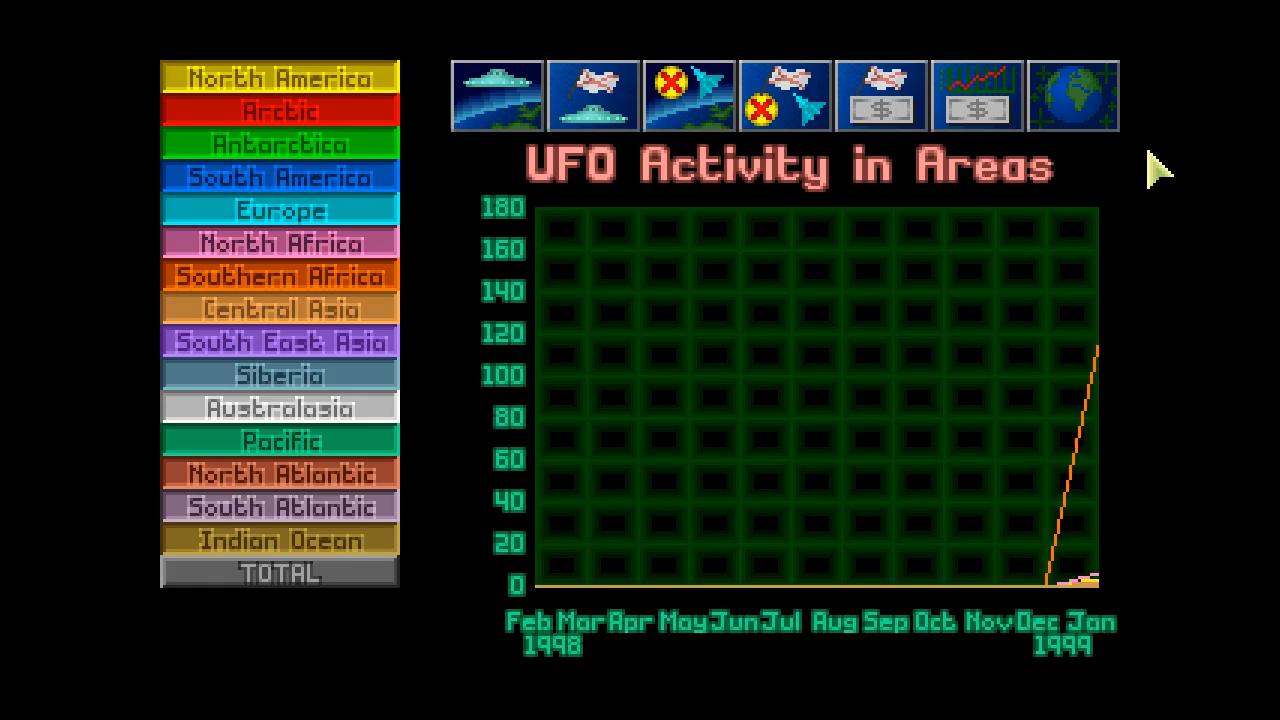 North America
Arctic
Antarctica
South America
Europe
North Africa
Southern Africa
Central Asia
South East Asia
Siberia
Australasia
Pacific
North Atlantic
South Atlantic
Indian Ocean
TOTAL
$ $
UFO Activity in Areas
180
160
140
120
100
80
60
40
20
0
Feb Mar Apr May Jun Jul Aug Sep Oct Nov Dec Jan
1998 1999